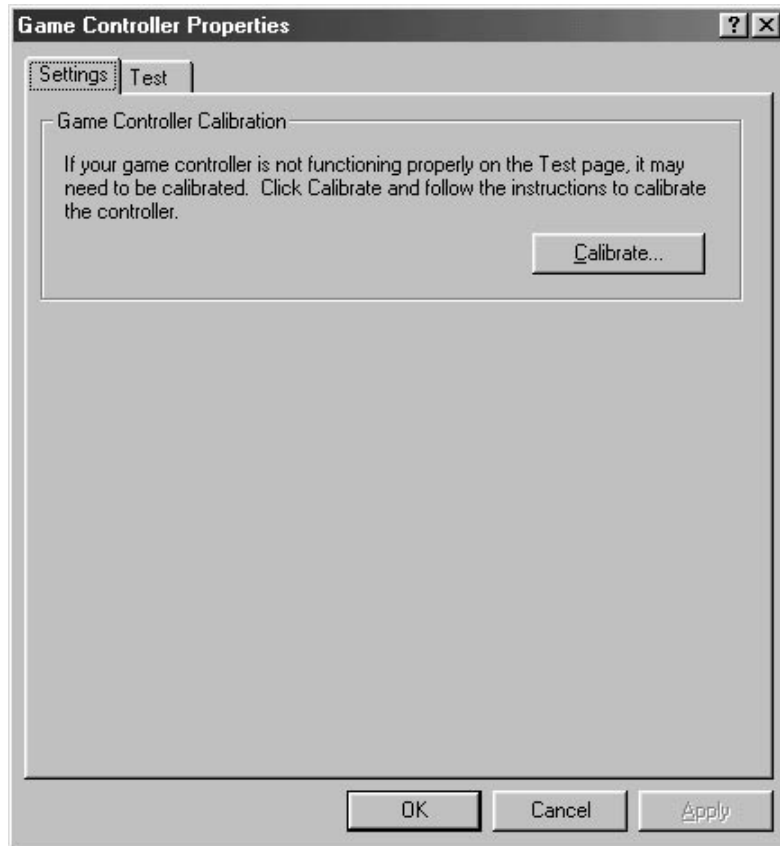 Game Controller Properties ? X
Settings Test
Game Controller Calibration
If your game controller is not functioning properly on the Test page, it may
need to be calibrated. Click Calibrate and follow the instructions to calibrate
the controller.
Calibrate...
OK Cancel Apply